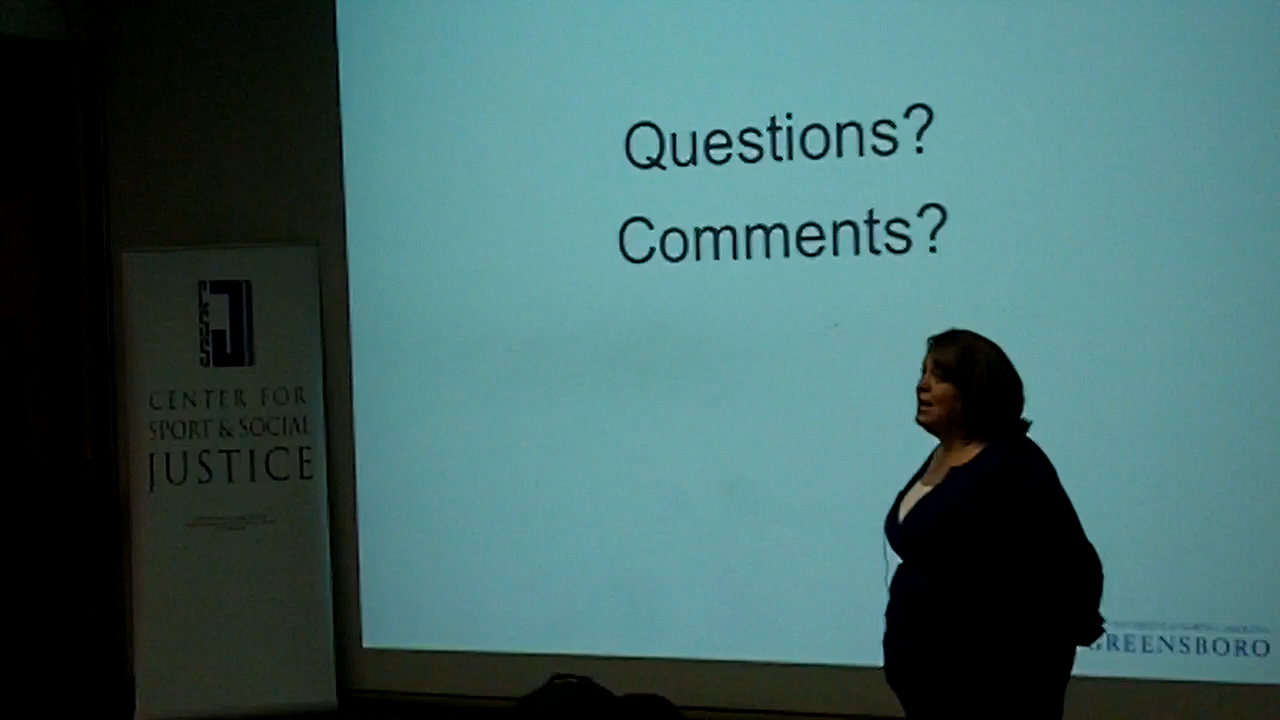 Questions?
Comments?
CENTER FOR
SPORT & SOCIAL
JUSTICE
GREENSBORO